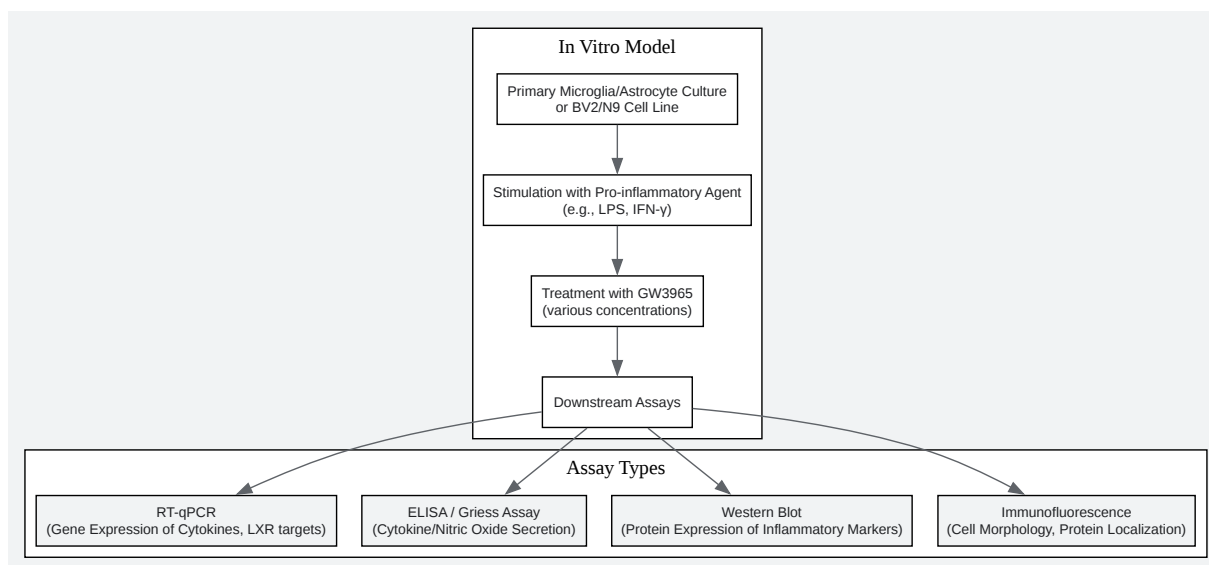 In Vitro Model
Primary Microglia/Astrocyte Culture
or BV2/N9 Cell Line
Stimulation with Pro-inflammatory Agent
(e.g., LPS, IFN-γ)
Treatment with GW3965
(various concentrations)
Downstream Assays
Assay Types
RT-qPCR
(Gene Expression of Cytokines, LXR targets)
ELISA / Griess Assay
(Cytokine/Nitric Oxide Secretion)
Western Blot
(Protein Expression of Inflammatory Markers)
Immunofluorescence
(Cell Morphology, Protein Localization)